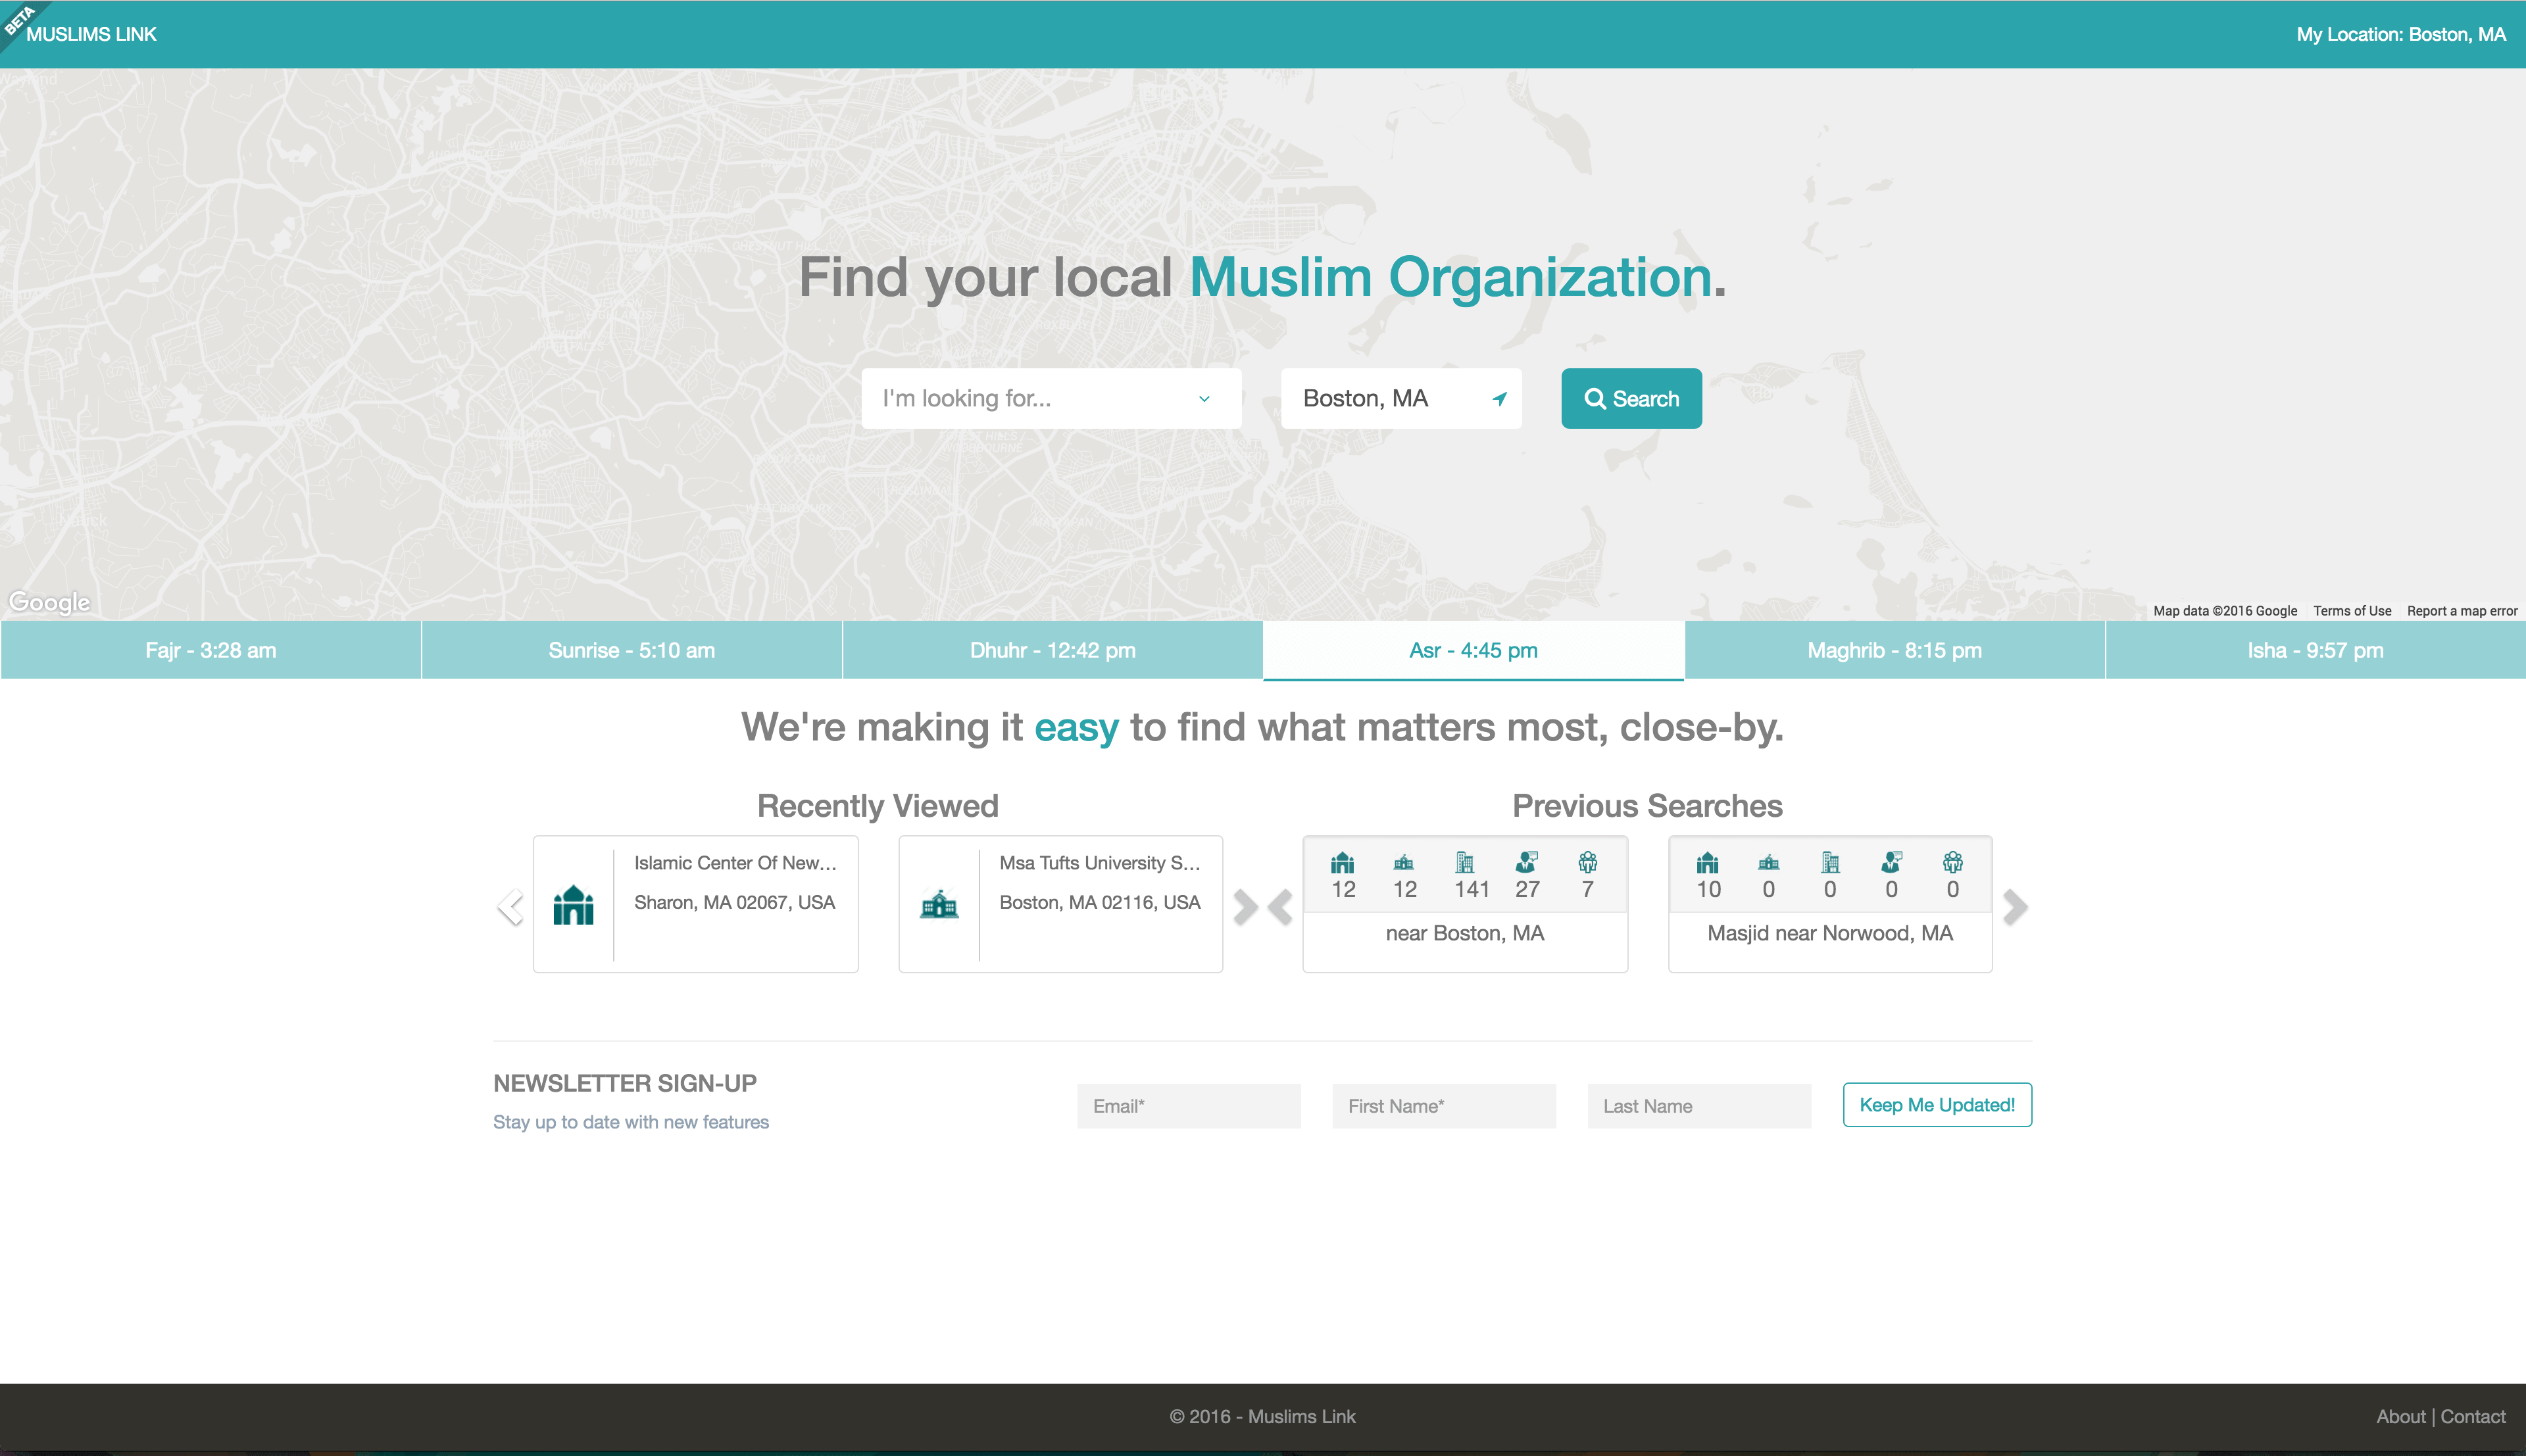 BETA
MUSLIMS LINK
My Location: Boston, MA
Find your local Muslim Organization.
I'm looking for...
Boston, MA
Search
Google
Map data ©2016 Google
Terms of Use
Report a map error
Fajr - 3:28 am
Sunrise - 5:10 am
Dhuhr - 12:42 pm
Asr - 4:45 pm
Maghrib - 8:15 pm
Isha - 9:57 pm
We're making it easy to find what matters most, close-by.
Recently Viewed
Islamic Center Of New...
Sharon, MA 02067, USA
Msa Tufts University S...
Boston, MA 02116, USA
Previous Searches
12 12 141 27 7
near Boston, MA
10 0 0 0 0
Masjid near Norwood, MA
NEWSLETTER SIGN-UP
Stay up to date with new features
Email*
First Name*
Last Name
Keep Me Updated!
© 2016 - Muslims Link
About | Contact